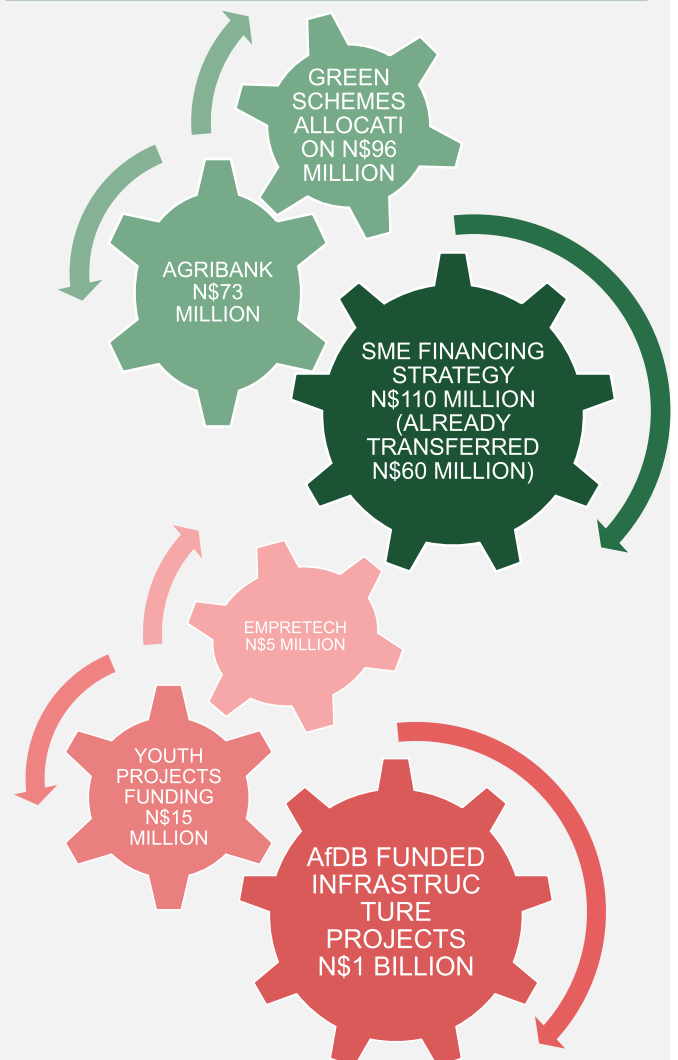 GREEN
SCHEMES
ALLOCATI
ON N$96
MILLION
AGRIBANK
N$73
MILLION
SME FINANCING
STRATEGY
N$110 MILLION
(ALREADY
TRANSFERRED
N$60 MILLION)
EMPRETECH
N$5 MILLION
YOUTH
PROJECTS
FUNDING
N$15
MILLION
AfDB FUNDED
INFRASTRUC
TURE
PROJECTS
N$1 BILLION